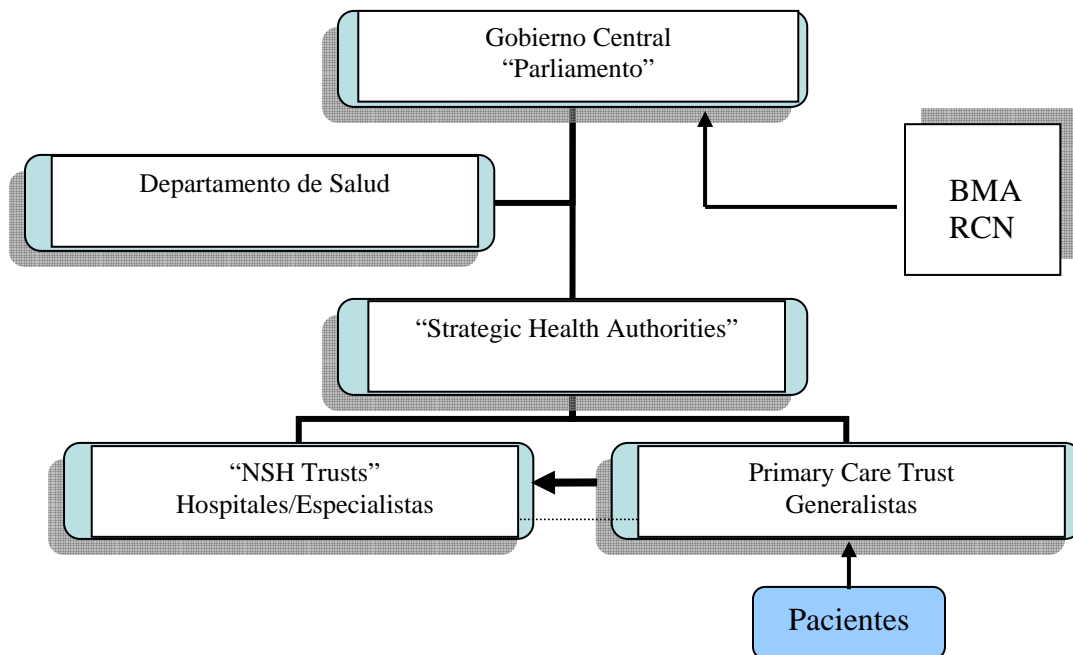 Gobierno Central
“Parliamento”
Departamento de Salud
BMA
RCN
“Strategic Health Authorities”
“NSH Trusts”
Hospitales/Especialistas
Primary Care Trust
Generalistas
Pacientes